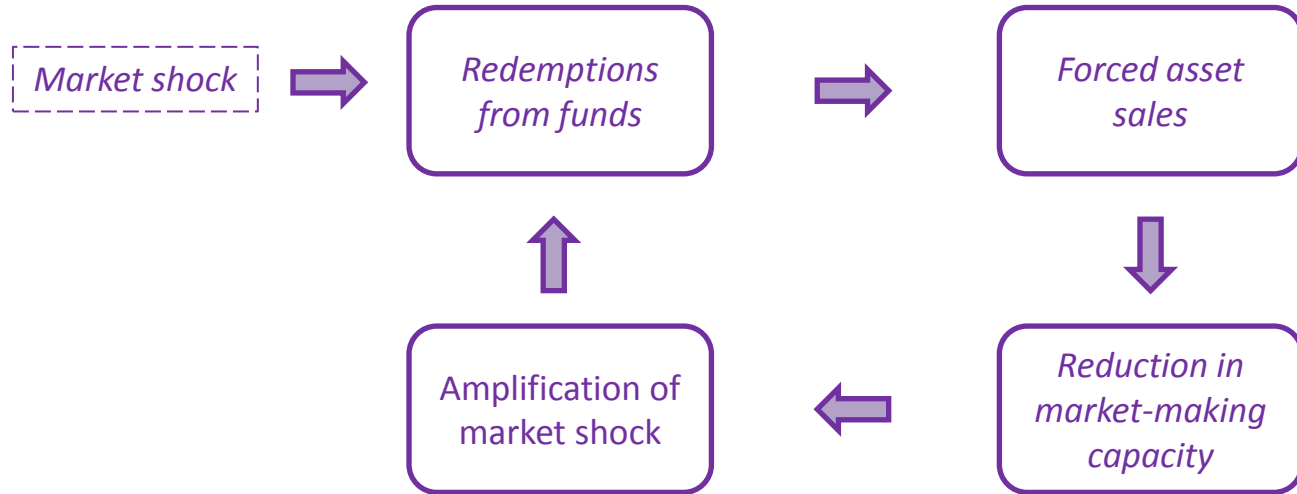 Market shock
Redemptions
from funds
Forced asset
sales
Amplification of
market shock
Reduction in
market-making
capacity